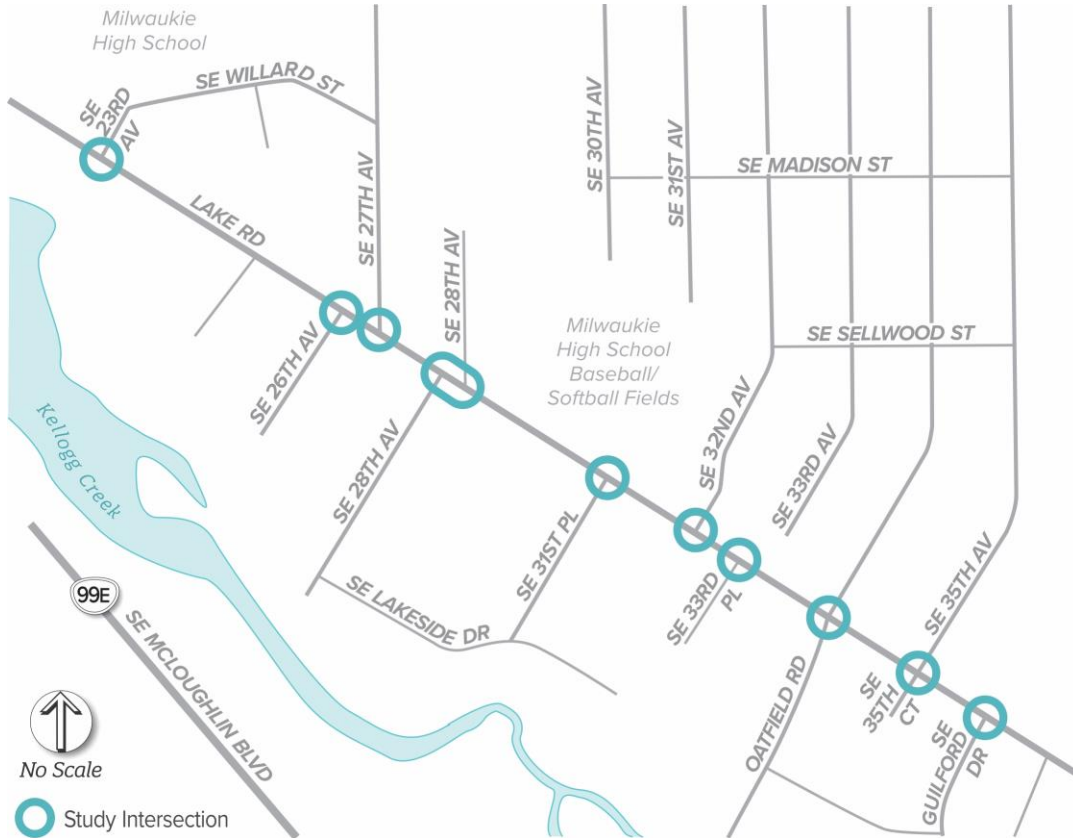 Milwaukie
High School
SE WILLARD ST
SE
23RD
AV
LAKE RD
SE 27TH AV
SE 30TH AV
SE 31ST AV
SE MADISON ST
SE 28TH AV
SE 26TH AV
Milwaukie
High School
Baseball/
Softball Fields
SE SELLWOOD ST
SE 28TH AV
SE 32ND AV
SE 33RD AV
Kellogg Creek
SE 31ST PL
SE 33RD
PL
SE 35TH AV
SE LAKESIDE DR
99E
SE MCLOUGHLIN BLVD
OATFIELD RD
SE
35TH
CT
SE
GUILFORD
DR
No Scale
Study Intersection